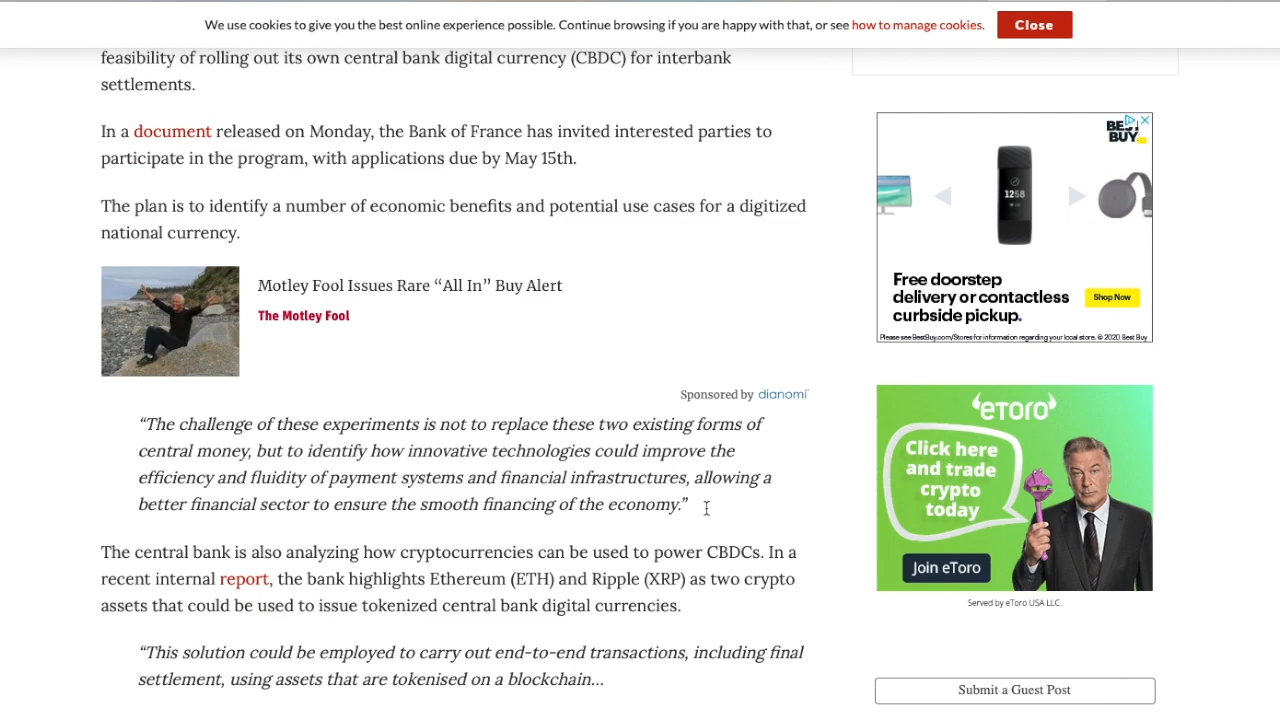 We use cookies to give you the best online experience possible. Continue browsing if you are happy with that, or see how to manage cookies.
Close
feasibility of rolling out its own central bank digital currency (CBDC) for interbank
settlements.
In a document released on Monday, the Bank of France has invited interested parties to
participate in the program, with applications due by May 15th.
The plan is to identify a number of economic benefits and potential use cases for a digitized
national currency.
Motley Fool Issues Rare “All In” Buy Alert
The Motley Fool
Sponsored by dianomi
“The challenge of these experiments is not to replace these two existing forms of
central money, but to identify how innovative technologies could improve the
efficiency and fluidity of payment systems and financial infrastructures, allowing a
better financial sector to ensure the smooth financing of the economy.”
The central bank is also analyzing how cryptocurrencies can be used to power CBDCs. In a
recent internal report, the bank highlights Ethereum (ETH) and Ripple (XRP) as two crypto
assets that could be used to issue tokenized central bank digital currencies.
“This solution could be employed to carry out end-to-end transactions, including final
settlement, using assets that are tokenised on a blockchain…
BUY
1258
Free doorstep
delivery or contactless
curbside pickup.
Shop Now
Please see BestBuy.com/Stores for information regarding your local store. © 2020 Best Buy
eToro
Click here
and trade
crypto
today
Join eToro
Served by eToro USA LLC.
Submit a Guest Post